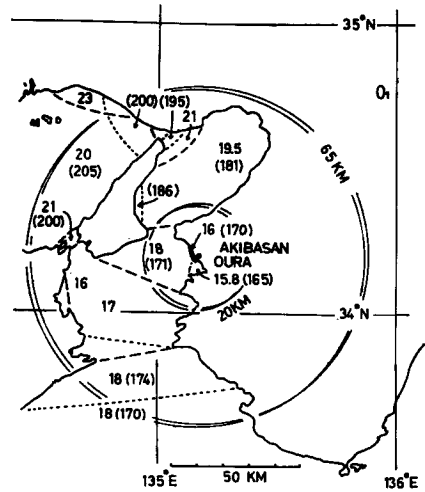 35°N
23
(200) (195)
21
O₁
20
(205)
19.5
(181)
65 KM
(186)
21
(200)
18
(171)
16 (170)
AKIBASAN
OURA
15.8 (165)
16
17
20KM
34°N
18 (174)
18 (170)
135°E
50 KM
136°E